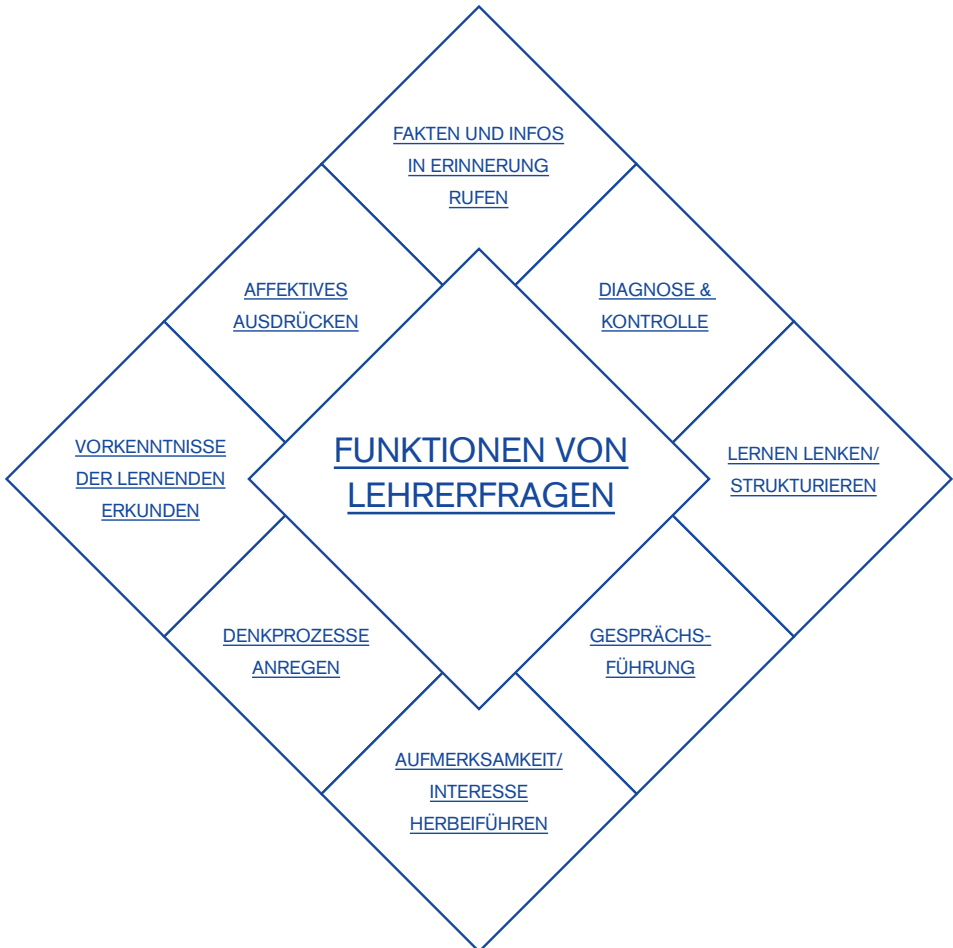 FAKTEN UND INFOS
IN ERINNERUNG
RUFEN
AFFEKTIVES
AUSDRÜCKEN
DIAGNOSE &
KONTROLLE
VORKENNTNISSE
DER LERNENDEN
ERKUNDEN
FUNKTIONEN VON
LEHRERFRAGEN
LERNEN LENKEN/
STRUKTURIEREN
DENKPROZESSE
ANREGEN
GESPRÄCHS-
FÜHRUNG
AUFMERKSAMKEIT/
INTERESSE
HERBEIFÜHREN